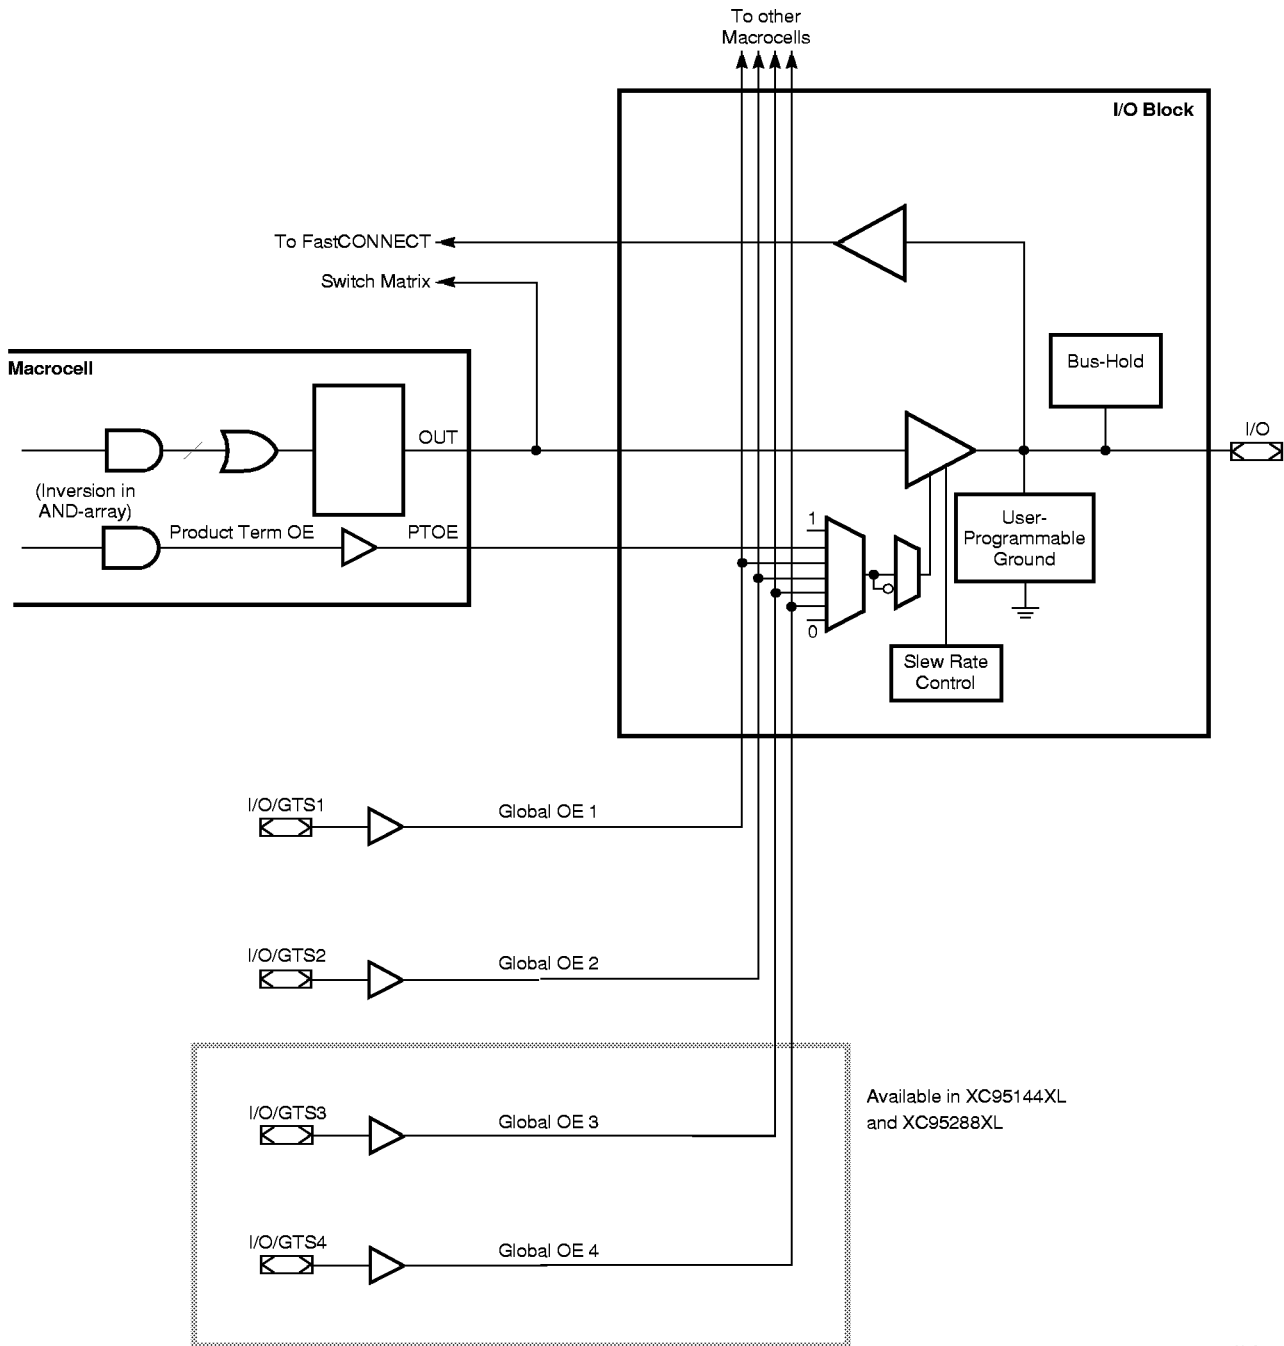 To other
Macrocells
I/O Block
To FastCONNECT
Switch Matrix
Macrocell
Bus-Hold
OUT
I/O
(Inversion in
AND-array)
Product Term OE
PTOE
1
User-
Programmable
Ground
0
Slew Rate
Control
I/O/GTS1
Global OE 1
I/O/GTS2
Global OE 2
Available in XC95144XL
and XC95288XL
I/O/GTS3
Global OE 3
I/O/GTS4
Global OE 4